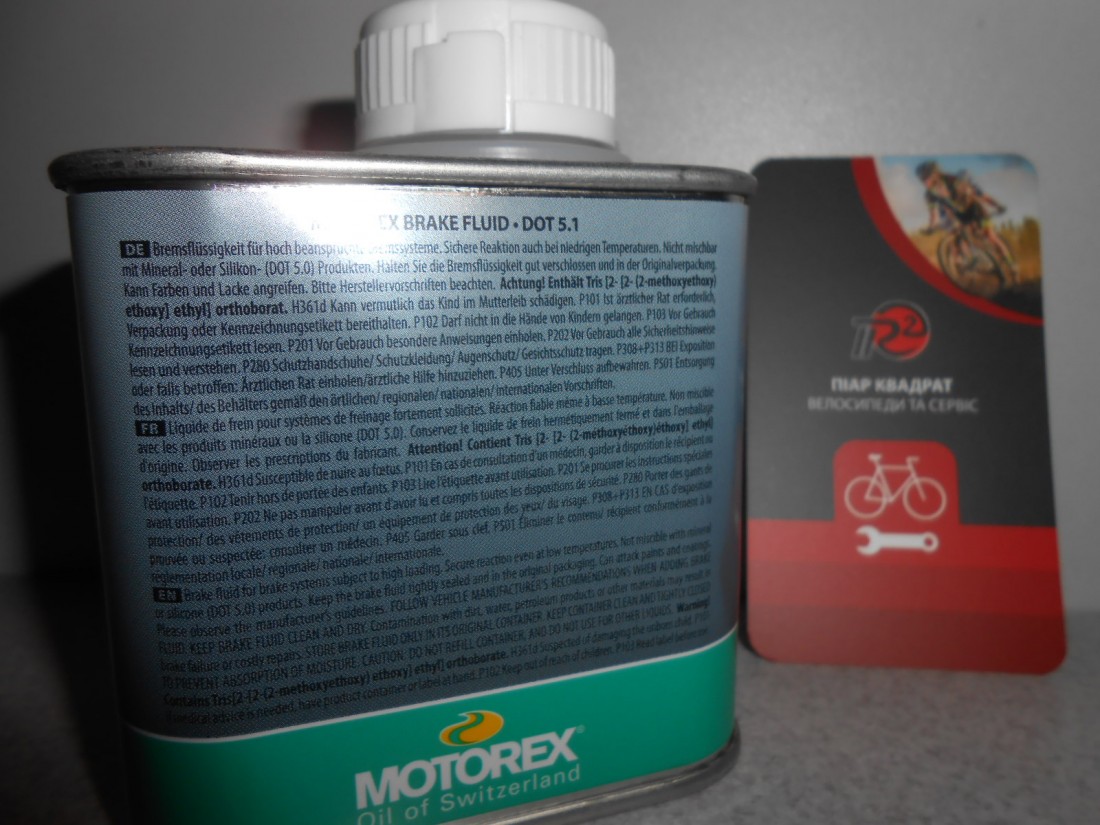 EX BRAKE FLUID • DOT 5.1
DE Bremsflüssigkeit für hoch beanspruchte Bremssysteme. Sichere Reaktion auch bei niedrigen Temperaturen. Nicht mischbar
mit Mineral- oder Silikon- (DOT 5.0) Produkten. Halten Sie die Bremsflüssigkeit gut verschlossen und in der Originalverpackung.
Kann Farben und Lacke angreifen. Bitte Herstellervorschriften beachten. Achtung! Enthält Tris [2- [2- (2-methoxyethoxy)
ethoxy] ethyl] orthoborat. H361d Kann vermutlich das Kind im Mutterleib schädigen. P101 Ist ärztlicher Rat erforderlich,
Verpackung oder Kennzeichnungsetikett bereithalten. P102 Darf nicht in die Hände von Kindern gelangen. P103 Vor Gebrauch
Kennzeichnungsetikett lesen. P201 Vor Gebrauch besondere Anweisungen einholen. P202 Vor Gebrauch alle Sicherheitshinweise
lesen und verstehen. P280 Schutzhandschuhe/ Schutzkleidung/ Augenschutz/ Gesichtsschutz tragen. P308+P313 BEI Exposition
oder falls betroffen: Ärztlichen Rat einholen/ärztliche Hilfe hinzuziehen. P405 Unter Verschluss aufbewahren. P501 Entsorgung
des Inhalts/ des Behälters gemäß den örtlichen/ regionalen/ nationalen/ internationalen Vorschriften.
FR Liquide de frein pour systèmes de freinage fortement sollicités. Réaction fiable même à basse température. Non miscible
avec les produits minéraux ou la silicone (DOT 5.0). Conservez le liquide de frein hermétiquement fermé et dans l'emballage
d'origine. Observer les prescriptions du fabricant. Attention! Contient Tris [2- [2- (2-méthoxyéthoxy)éthoxy] ethyl]
orthoborate. H361d Susceptible de nuire au fœtus. P101 En cas de consultation d'un médecin, garder à disposition le récipient ou
l'étiquette. P102 Tenir hors de portée des enfants. P103 Lire l'étiquette avant utilisation. P201 Se procurer les instructions spéciales
avant utilisation. P202 Ne pas manipuler avant d'avoir lu et compris toutes les dispositions de sécurité. P280 Porter des gants de
protection/ des vêtements de protection/ un équipement de protection des yeux/ du visage. P308+P313 EN CAS d'exposition
prouvée ou suspectée: consulter un médecin. P405 Garder sous clef. P501 Éliminer le contenu/ récipient conformément à la
réglementation locale/ regionale/ nationale/ internationale.
EN Brake fluid for brake systems subject to high loading. Secure reaction even at low temperatures. Not miscible with mineral
or silicone (DOT 5.0) products. Keep the brake fluid tightly sealed and in the original packaging. Can attack paints and coatings.
Please observe the manufacturer's guidelines. FOLLOW VEHICLE MANUFACTURER'S RECOMMENDATIONS WHEN ADDING BRAKE
FLUID. KEEP BRAKE FLUID CLEAN AND DRY. Contamination with dirt, water, petroleum products or other materials may result in
brake failure or costly repairs. STORE BRAKE FLUID ONLY IN ITS ORIGINAL CONTAINER. KEEP CONTAINER CLEAN AND TIGHTLY CLOSED
TO PREVENT ABSORPTION OF MOISTURE. CAUTION: DO NOT REFILL CONTAINER, AND DO NOT USE FOR OTHER LIQUIDS. Warning!
Contains Tris[2-[2-(2-methoxyethoxy) ethoxy] ethyl] orthoborate. H361d Suspected of damaging the unborn child. P101
If medical advice is needed, have product container or label at hand. P102 Keep out of reach of children. P103 Read label before use.
MOTOREX
Oil of Switzerland
ПІАР КВАДРАТ
ВЕЛОСИПЕДИ ТА СЕРВІС